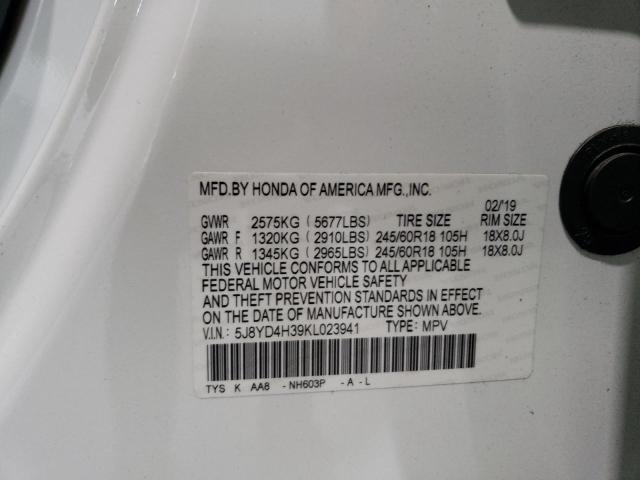 MFD.BY HONDA OF AMERICA MFG.,INC.
02/'19
GVWR 2575KG (5677LBS) TIRE SIZE RIM SIZE
GAWR F 1320KG (2910LBS) 245/60R18 105H 18X8.0J
GAWR R 1345KG (2965LBS) 245/60R18 105H 18X8.0J
THIS VEHICLE CONFORMS TO ALL APPLICABLE
FEDERAL MOTOR VEHICLE SAFETY
AND THEFT PREVENTION STANDARDS IN EFFECT
ON THE DATE OF MANUFACTURE SHOWN ABOVE.
V.I.N.: 5J8YD4H39KL023941 TYPE: MPV
TYS K AA8 - NH603P - A - L